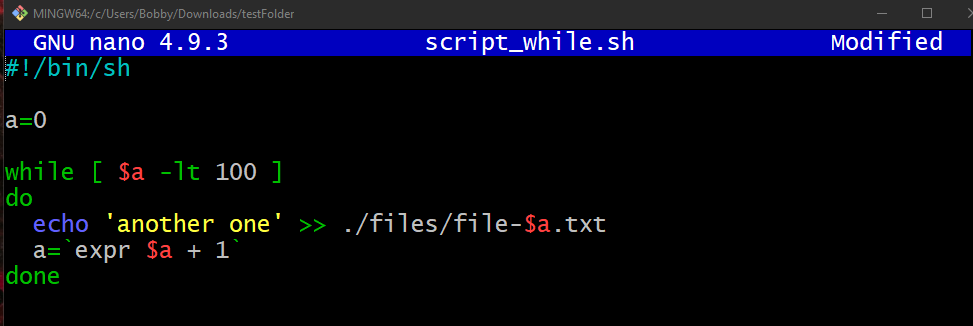 MINGW64:/c/Users/Bobby/Downloads/testFolder
GNU nano 4.9.3 script_while.sh Modified
#!/bin/sh
a=0
while [ $a -lt 100 ]
do
  echo 'another one' >> ./files/file-$a.txt
  a=`expr $a + 1`
done